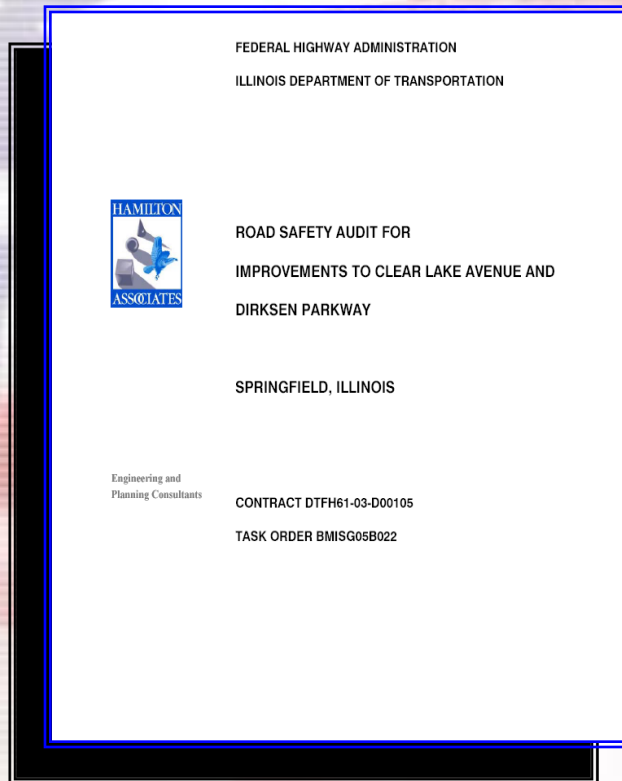 FEDERAL HIGHWAY ADMINISTRATION
ILLINOIS DEPARTMENT OF TRANSPORTATION
HAMILTON
ASSOCIATES
ROAD SAFETY AUDIT FOR
IMPROVEMENTS TO CLEAR LAKE AVENUE AND
DIRKSEN PARKWAY
SPRINGFIELD, ILLINOIS
Engineering and
Planning Consultants
CONTRACT DTFH61-03-D00105
TASK ORDER BMISG05B022